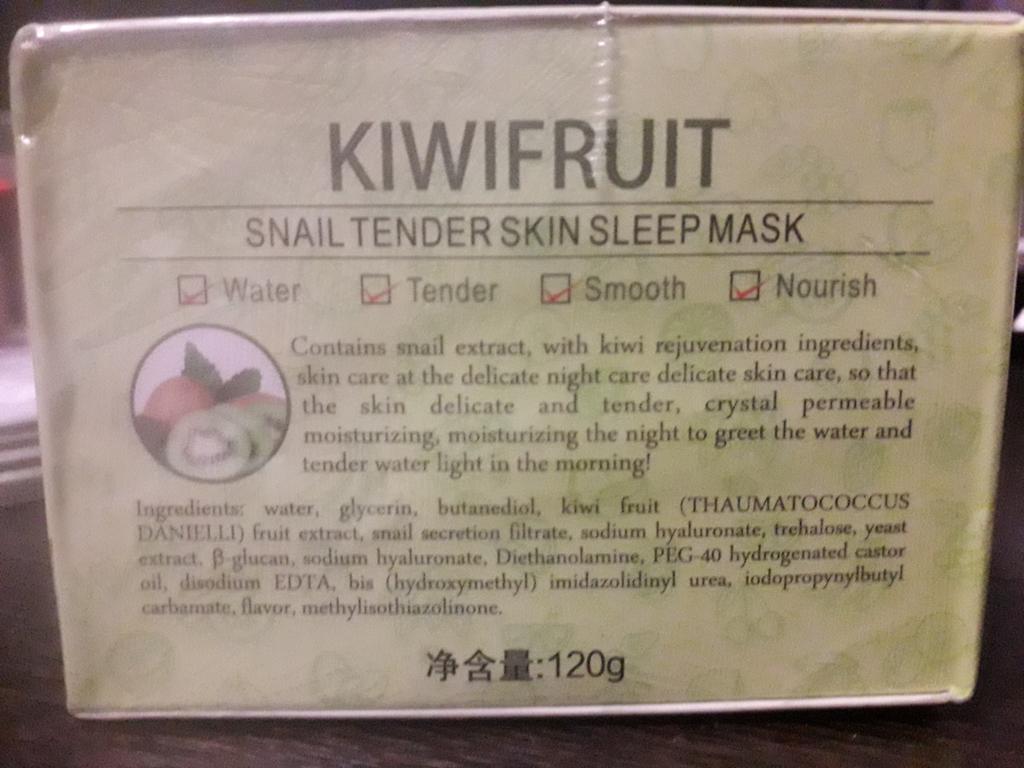 KIWIFRUIT
SNAIL TENDER SKIN SLEEP MASK
Water Tender Smooth Nourish
Contains snail extract, with kiwi rejuvenation ingredients,
skin care at the delicate night care delicate skin care, so that
the skin delicate and tender, crystal permeable
moisturizing, moisturizing the night to greet the water and
tender water light in the morning!
Ingredients: water, glycerin, butanediol, kiwi fruit (THAUMATOCOCCUS
DANIELLI) fruit extract, snail secretion filtrate, sodium hyaluronate, trehalose, yeast
extract, β-glucan, sodium hyaluronate, Diethanolamine, PEG-40 hydrogenated castor
oil, disodium EDTA, bis (hydroxymethyl) imidazolidinyl urea, iodopropynylbutyl
carbamate, flavor, methylisothiazolinone.
净含量:120g